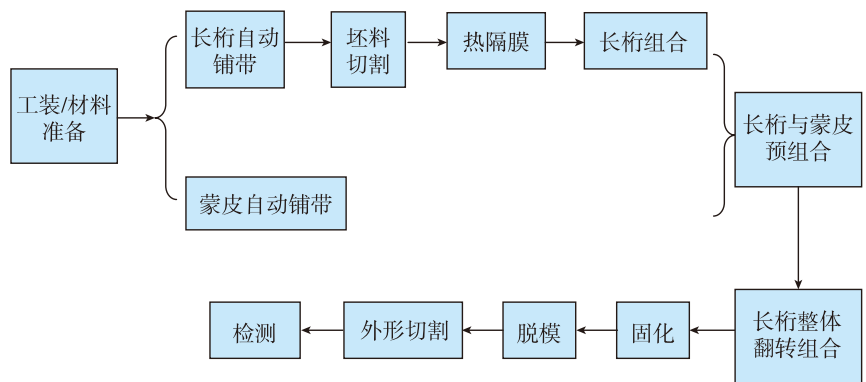 工装/材料
准备
长桁自动
铺带
坯料
切割
热隔膜
长桁组合
蒙皮自动铺带
长桁与蒙皮
预组合
长桁整体
翻转组合
固化
脱模
外形切割
检测